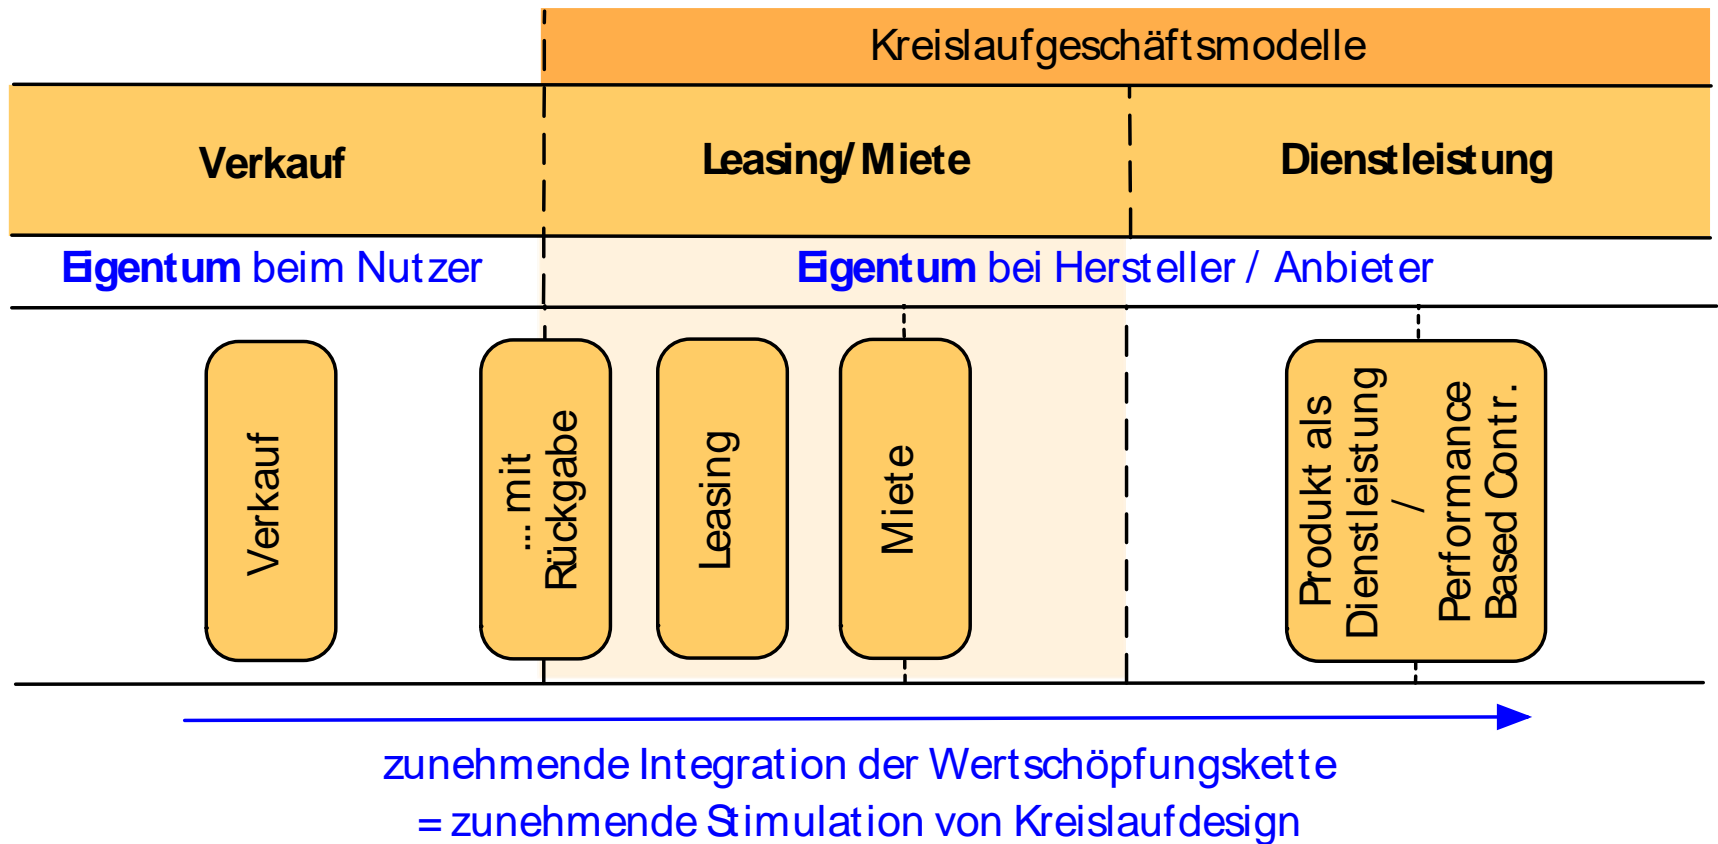 Kreislaufgeschäftsmodelle
Verkauf
Leasing/Miete
Dienstleistung
Eigentum beim Nutzer
Eigentum bei Hersteller / Anbieter
Verkauf
... mit
Rückgabe
Leasing
Miete
Produkt als
Dienstleistung
/
Performance
Based Contr.
zunehmende Integration der Wertschöpfungskette
= zunehmende Stimulation von Kreislaufdesign